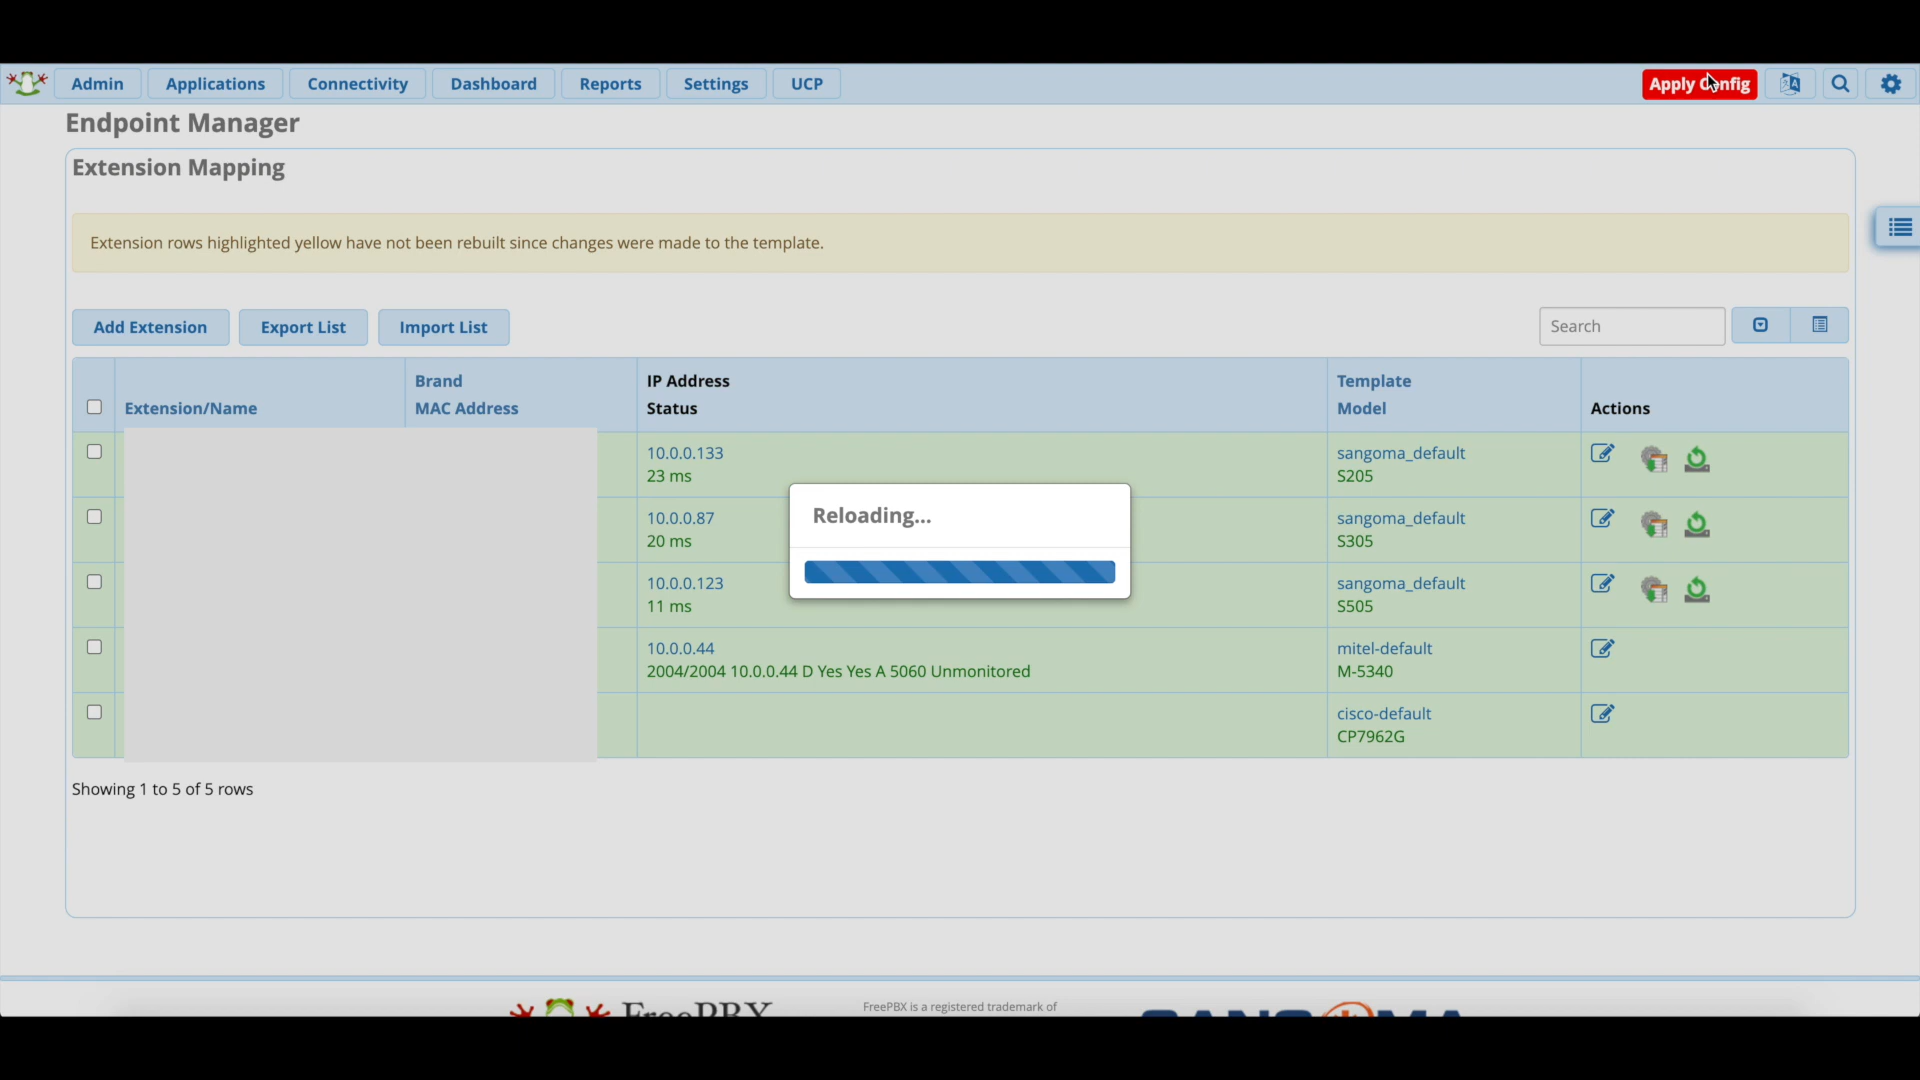 Admin Applications Connectivity Dashboard Reports Settings UCP Apply Config
Endpoint Manager
Extension Mapping
Extension rows highlighted yellow have not been rebuilt since changes were made to the template.
Add Extension Export List Import List Search
Brand IP Address Template
Extension/Name MAC Address Status Model Actions
10.0.0.133 sangoma_default
23 ms S205
10.0.0.87 sangoma_default
20 ms S305
10.0.0.123 sangoma_default
11 ms S505
10.0.0.44 mitel-default
2004/2004 10.0.0.44 D Yes Yes A 5060 Unmonitored M-5340
cisco-default
CP7962G
Reloading...
Showing 1 to 5 of 5 rows
FreePBX FreePBX is a registered trademark of SANGOMA